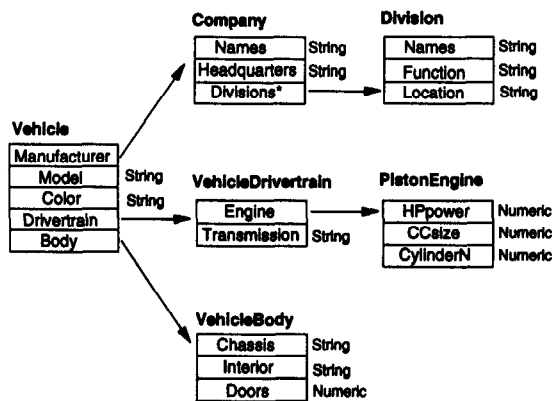 Company
Names String
Headquarters String
Divisions*
Division
Names String
Function String
Location String
Vehicle
Manufacturer
Model String
Color String
Drivertrain
Body
VehicleDrivertrain
Engine
Transmission String
PistonEngine
HPpower Numeric
CCsize Numeric
CylinderN Numeric
VehicleBody
Chassis String
Interior String
Doors Numeric